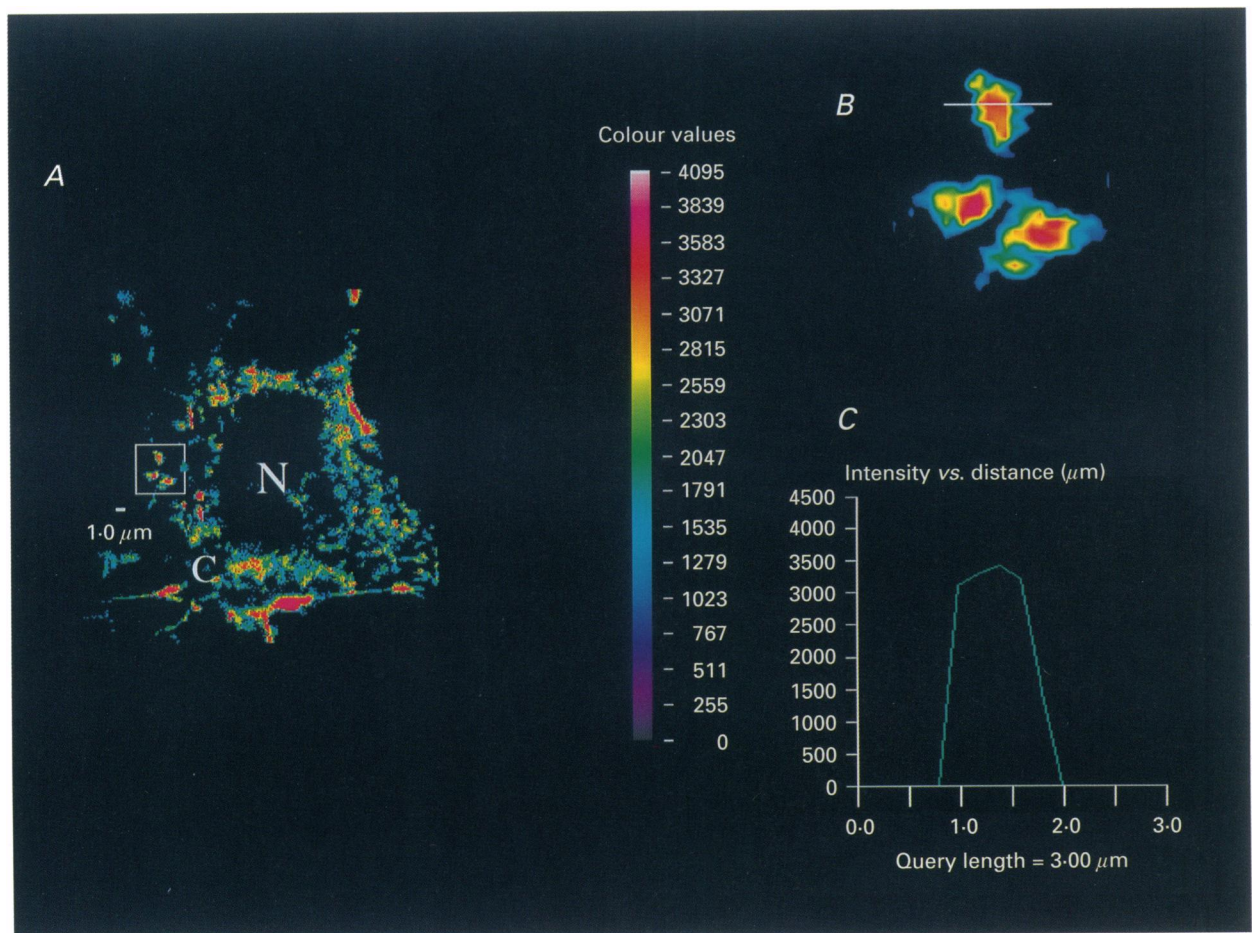 A
N
1·0 μm
C
Colour values
4095
3839
3583
3327
3071
2815
2559
2303
2047
1791
1535
1279
1023
767
511
255
0
B
C
Intensity vs. distance (μm)
4500
4000
3500
3000
2500
2000
1500
1000
500
0
0·0 1·0 2·0 3·0
Query length = 3·00 μm